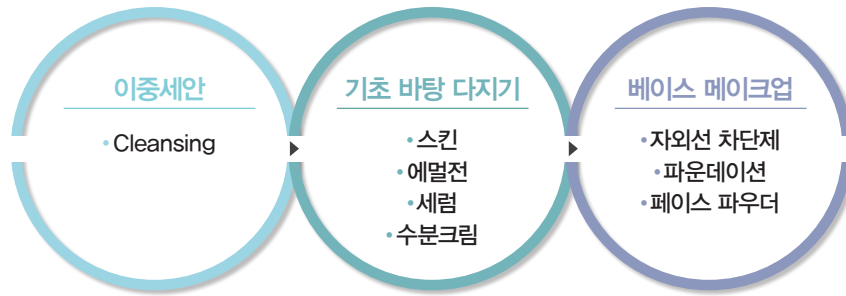 이중세안
• Cleansing
기초 바탕 다지기
• 스킨
• 에멀전
• 세럼
• 수분크림
베이스 메이크업
• 자외선 차단제
• 파운데이션
• 페이스 파우더